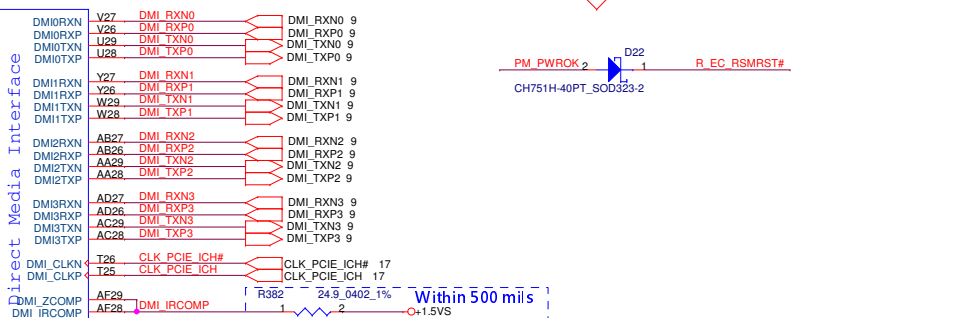 Direct Media Interface
DMI0RXN V27 DMI_RXN0 DMI_RXN0 9
DMI0RXP V26 DMI_RXP0 DMI_RXP0 9
DMI0TXN U29 DMI_TXN0 DMI_TXN0 9
DMI0TXP U28 DMI_TXP0 DMI_TXP0 9
DMI1RXN Y27 DMI_RXN1 DMI_RXN1 9
DMI1RXP Y26 DMI_RXP1 DMI_RXP1 9
DMI1TXN W29 DMI_TXN1 DMI_TXN1 9
DMI1TXP W28 DMI_TXP1 DMI_TXP1 9
DMI2RXN AB27 DMI_RXN2 DMI_RXN2 9
DMI2RXP AB26 DMI_RXP2 DMI_RXP2 9
DMI2TXN AA29 DMI_TXN2 DMI_TXN2 9
DMI2TXP AA28 DMI_TXP2 DMI_TXP2 9
DMI3RXN AD27 DMI_RXN3 DMI_RXN3 9
DMI3RXP AD26 DMI_RXP3 DMI_RXP3 9
DMI3TXN AC29 DMI_TXN3 DMI_TXN3 9
DMI3TXP AC28 DMI_TXP3 DMI_TXP3 9
DMI_CLKN T26 CLK_PCIE_ICH# CLK_PCIE_ICH# 17
DMI_CLKP T25 CLK_PCIE_ICH CLK_PCIE_ICH 17
DMI_ZCOMP AF29
DMI_IRCOMP AF28 DMI_IRCOMP
R382 24.9_0402_1% Within 500 mils
1 2 +1.5VS
D22
PM_PWROK 2 1 R_EC_RSMRST#
CH751H-40PT_SOD323-2